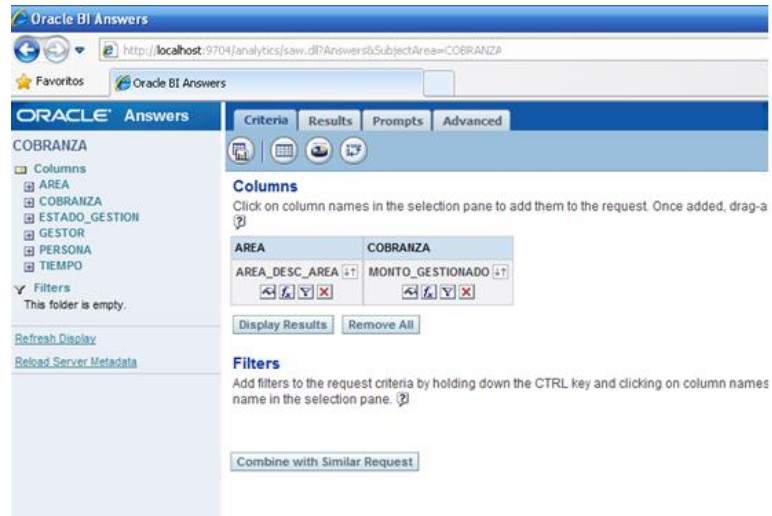 Oracle BI Answers
http://localhost:9704/analytics/saw.dll?Answers&SubjectArea=COBRANZA
Favoritos
Oracle BI Answers
ORACLE Answers
COBRANZA
Columns
AREA
COBRANZA
ESTADO_GESTION
GESTOR
PERSONA
TIEMPO
Filters
This folder is empty.
Refresh Display
Reload Server Metadata
Criteria Results Prompts Advanced
Columns
Click on column names in the selection pane to add them to the request. Once added, drag-a
AREA COBRANZA
AREA_DESC_AREA MONTO_GESTIONADO
Display Results Remove All
Filters
Add filters to the request criteria by holding down the CTRL key and clicking on column names
name in the selection pane.
Combine with Similar Request